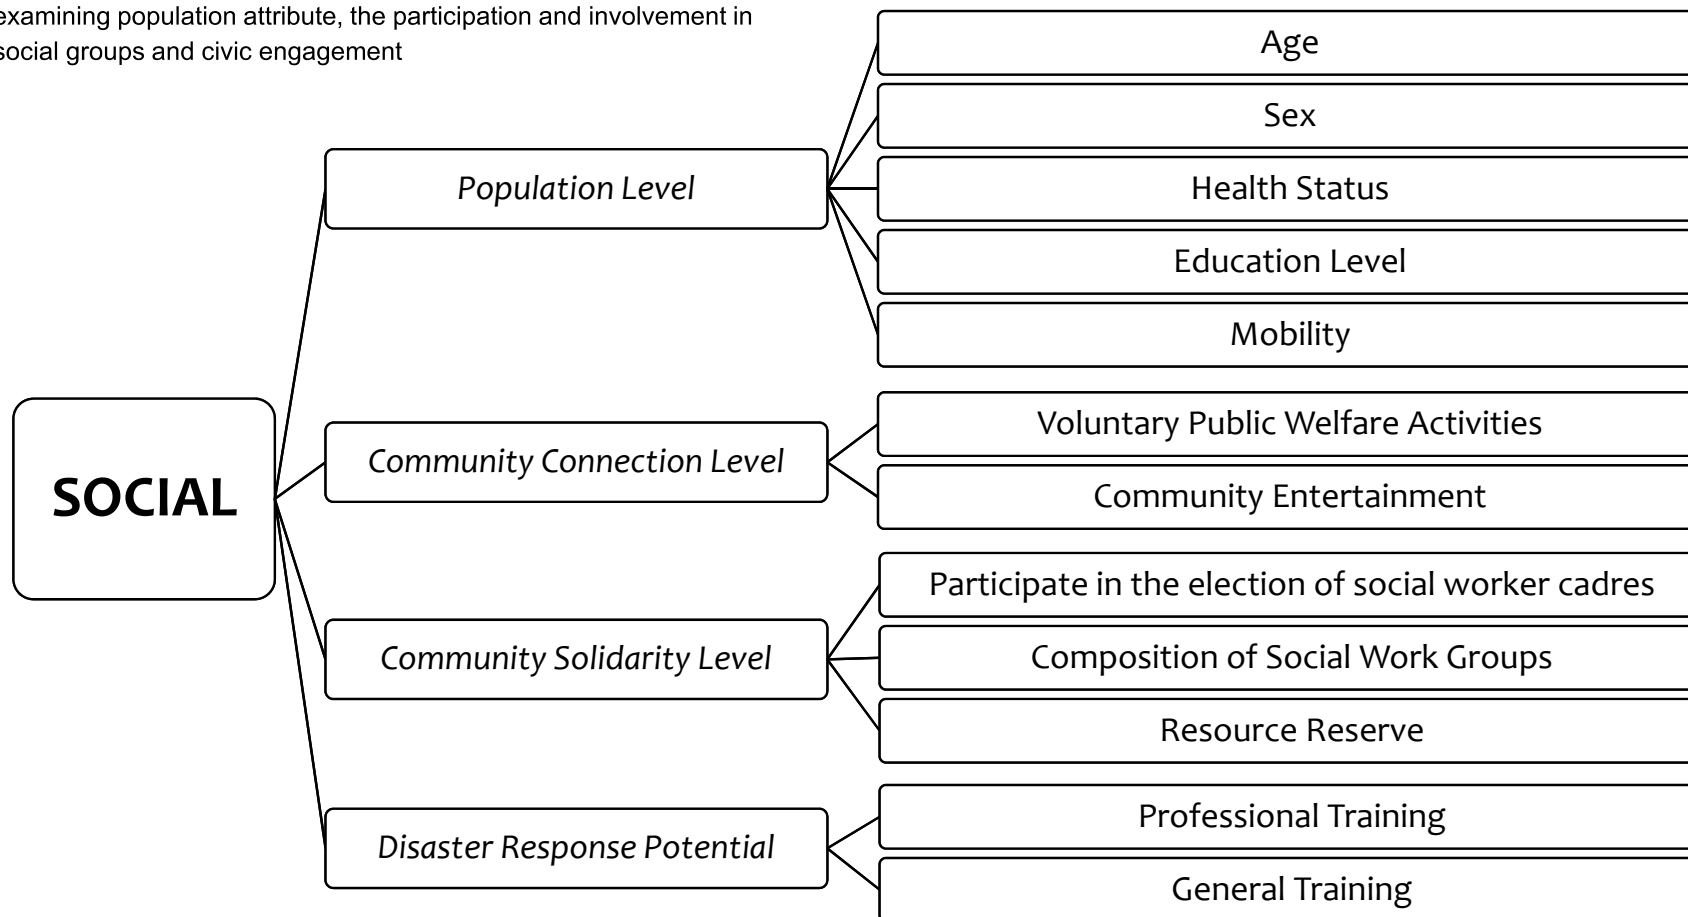 examining population attribute, the participation and involvement in
social groups and civic engagement
SOCIAL
Population Level
Age
Sex
Health Status
Education Level
Mobility
Community Connection Level
Voluntary Public Welfare Activities
Community Entertainment
Community Solidarity Level
Participate in the election of social worker cadres
Composition of Social Work Groups
Resource Reserve
Disaster Response Potential
Professional Training
General Training